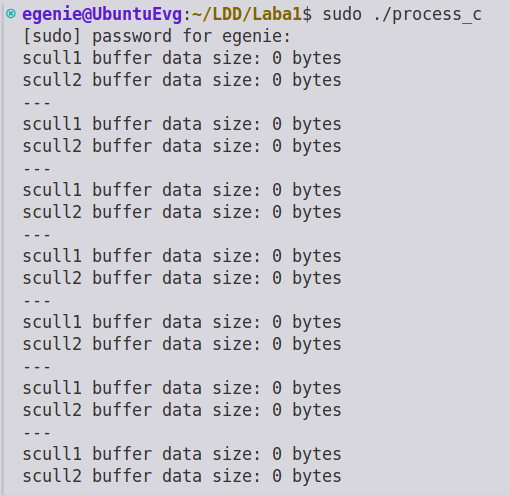 egenie@UbuntuEvg:~/LDD/Laba1$ sudo ./process_c
[sudo] password for egenie:
scull1 buffer data size: 0 bytes
scull2 buffer data size: 0 bytes
---
scull1 buffer data size: 0 bytes
scull2 buffer data size: 0 bytes
---
scull1 buffer data size: 0 bytes
scull2 buffer data size: 0 bytes
---
scull1 buffer data size: 0 bytes
scull2 buffer data size: 0 bytes
---
scull1 buffer data size: 0 bytes
scull2 buffer data size: 0 bytes
---
scull1 buffer data size: 0 bytes
scull2 buffer data size: 0 bytes
---
scull1 buffer data size: 0 bytes
scull2 buffer data size: 0 bytes